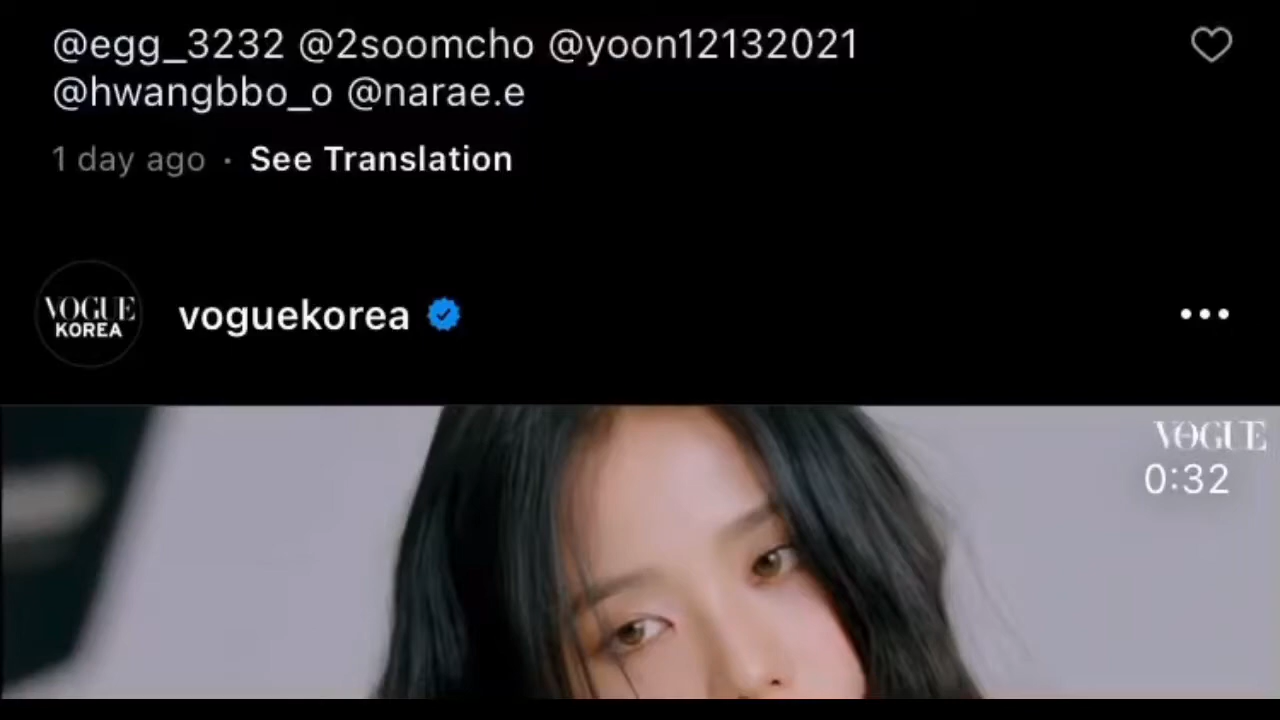 @egg_3232 @2soomcho @yoon12132021
@hwangbbo_o @narae.e
1 day ago · See Translation
VOGUE
KOREA
voguekorea
VOGUE
0:32